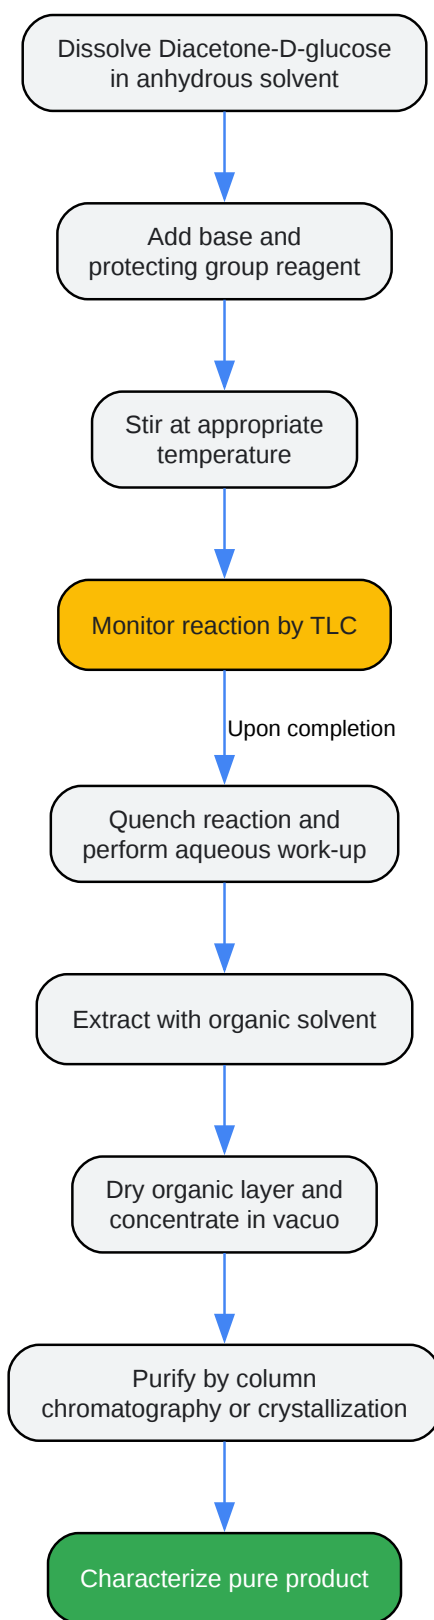 Dissolve Diacetone-D-glucose
in anhydrous solvent
Add base and
protecting group reagent
Stir at appropriate
temperature
Monitor reaction by TLC
Upon completion
Quench reaction and
perform aqueous work-up
Extract with organic solvent
Dry organic layer and
concentrate in vacuo
Purify by column
chromatography or crystallization
Characterize pure product